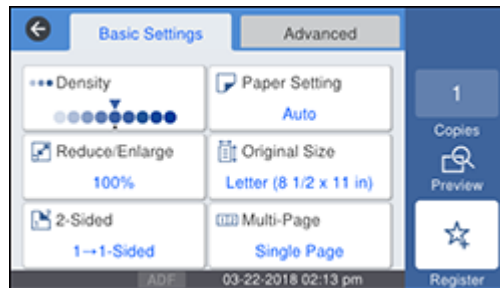 Basic Settings
Advanced
Density
Paper Setting
Auto
1
Copies
Reduce/Enlarge
100%
Original Size
Letter (8 1/2 x 11 in)
Preview
2-Sided
1→1-Sided
Multi-Page
Single Page
ADF
03-22-2018 02:13 pm
Register